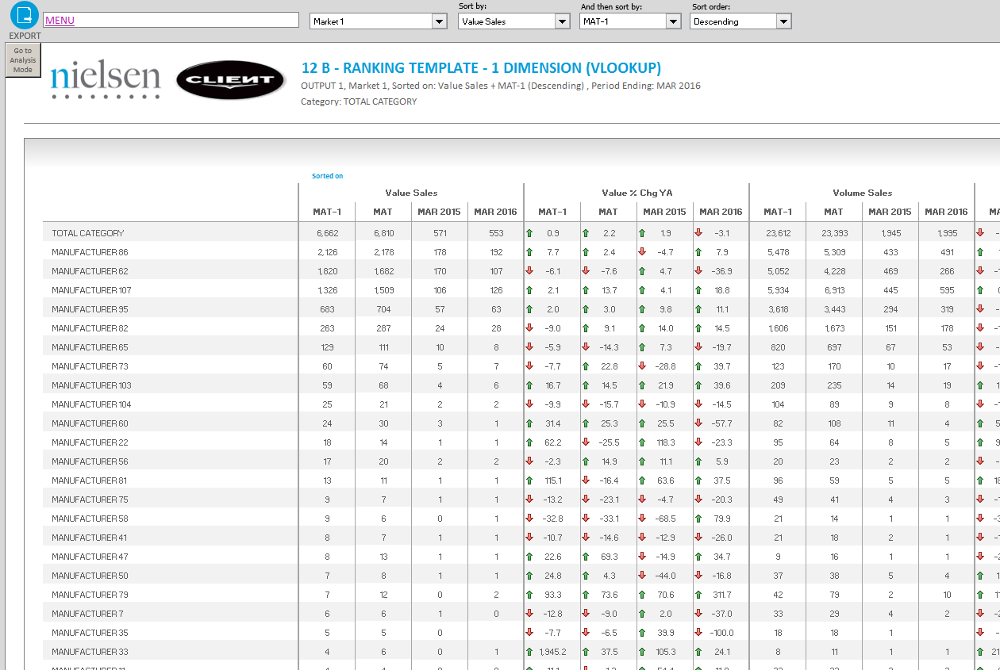 Sort by: And then sort by: Sort order:
MENU Market 1 Value Sales MAT-1 Descending
EXPORT
Go to
Analysis
Mode
nielsen CLIENT
12 B - RANKING TEMPLATE - 1 DIMENSION (VLOOKUP)
OUTPUT 1, Market 1, Sorted on: Value Sales + MAT-1 (Descending) , Period Ending: MAR 2016
Category: TOTAL CATEGORY
Sorted on
Value Sales Value % Chg YA Volume Sales
MAT-1 MAT MAR 2015 MAR 2016 MAT-1 MAT MAR 2015 MAR 2016 MAT-1 MAT MAR 2015 MAR 2016 MA
TOTAL CATEGORY 6,662 6,810 571 553 0.9 2.2 1.9 -3.1 23,612 23,393 1,945 1,995 -
MANUFACTURER 86 2,126 2,178 178 192 7.7 2.4 -4.7 7.9 5,478 5,309 433 491
MANUFACTURER 62 1,820 1,682 170 107 -6.1 -7.6 4.7 -36.9 5,052 4,228 469 266
MANUFACTURER 107 1,326 1,509 106 126 2.1 13.7 4.1 18.8 5,934 6,913 445 595
MANUFACTURER 95 683 704 57 63 2.0 3.0 9.8 11.1 3,618 3,443 294 319 -
MANUFACTURER 82 263 287 24 28 -9.0 9.1 14.0 14.5 1,606 1,673 151 178
MANUFACTURER 65 129 111 10 8 -5.9 -14.3 7.3 -19.7 820 697 67 53 -
MANUFACTURER 73 60 74 5 7 -7.7 22.8 -28.8 39.7 123 170 10 17
MANUFACTURER 103 59 68 4 6 16.7 14.5 21.9 39.6 209 235 14 19
MANUFACTURER 104 25 21 2 2 -9.9 -15.7 -10.9 -14.5 104 89 9 8
MANUFACTURER 60 24 30 3 1 31.4 25.3 25.5 -57.7 82 108 11 4
MANUFACTURER 22 18 14 1 1 62.2 -25.5 118.3 -23.3 95 64 8 5
MANUFACTURER 56 17 20 2 2 -2.3 14.9 11.1 5.9 20 23 2 2 -
MANUFACTURER 81 13 11 1 1 115.1 -16.4 63.6 37.5 96 59 5 5
MANUFACTURER 75 9 7 1 1 -13.2 -23.1 -4.7 -20.3 49 41 4 3
MANUFACTURER 58 9 6 0 1 -32.8 -33.1 -68.5 79.9 21 14 1 1
MANUFACTURER 41 8 7 1 1 -10.7 -14.6 -12.9 -26.0 21 18 2 1
MANUFACTURER 47 8 13 1 1 22.6 69.3 -14.9 34.7 9 16 1 1
MANUFACTURER 50 7 8 1 1 24.8 4.3 -44.0 -16.8 37 38 5 4
MANUFACTURER 79 7 12 0 2 93.3 73.6 70.6 311.7 42 79 2 10
MANUFACTURER 7 6 6 1 0 -12.8 -9.0 2.0 -37.0 33 29 4 2
MANUFACTURER 35 5 5 0 -7.7 -6.5 39.9 -100.0 18 18 1 -
MANUFACTURER 33 4 6 0 1 1,945.2 37.5 105.3 24.1 8 11 1 1 21